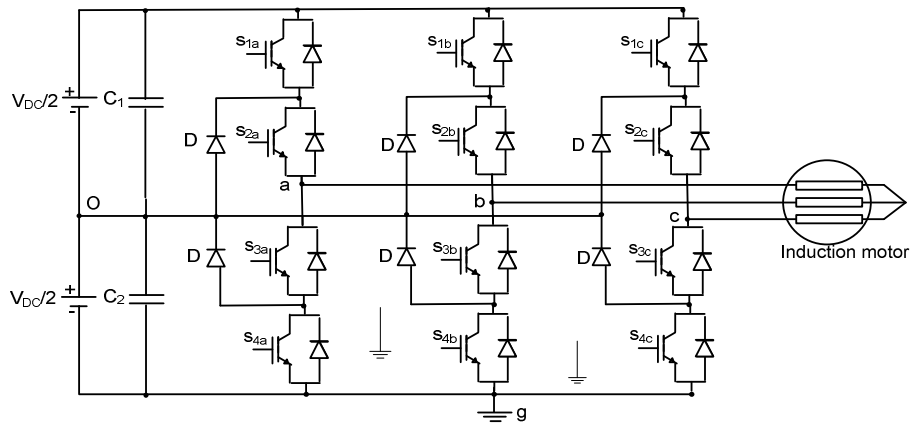 S1a
S1b
S1c
+
VDC/2
-
C1
D
S2a
D
S2b
D
S2c
a
O
b
c
Induction motor
D
S3a
D
S3b
D
S3c
+
VDC/2
-
C2
S4a
S4b
S4c
g